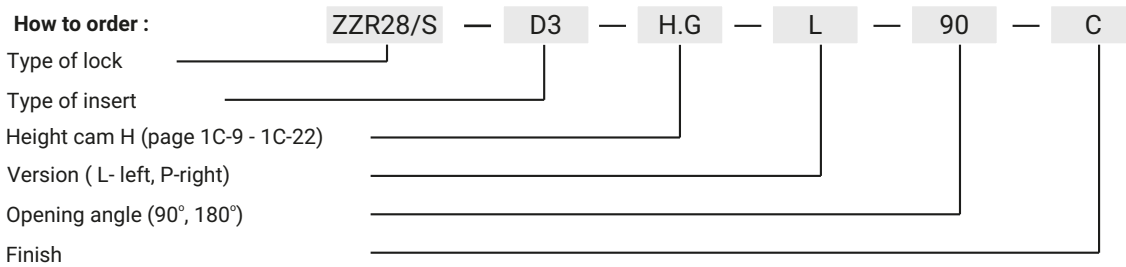 How to order : ZZR28/S — D3 — H.G — L — 90 — C
Type of lock
Type of insert
Height cam H (page 1C-9 - 1C-22)
Version ( L- left, P-right)
Opening angle (90°, 180°)
Finish